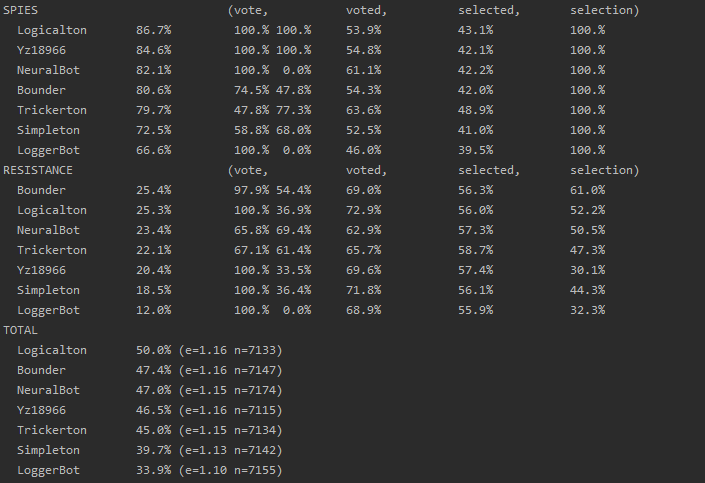 SPIES (vote, voted, selected, selection)
Logicalton 86.7% 100.% 100.% 53.9% 43.1% 100.%
Yz18966 84.6% 100.% 100.% 54.8% 42.1% 100.%
NeuralBot 82.1% 100.% 0.0% 61.1% 42.2% 100.%
Bounder 80.6% 74.5% 47.8% 54.3% 42.0% 100.%
Trickerton 79.7% 47.8% 77.3% 63.6% 48.9% 100.%
Simpleton 72.5% 58.8% 68.0% 52.5% 41.0% 100.%
LoggerBot 66.6% 100.% 0.0% 46.0% 39.5% 100.%
RESISTANCE (vote, voted, selected, selection)
Bounder 25.4% 97.9% 54.4% 69.0% 56.3% 61.0%
Logicalton 25.3% 100.% 36.9% 72.9% 56.0% 52.2%
NeuralBot 23.4% 65.8% 69.4% 62.9% 57.3% 50.5%
Trickerton 22.1% 67.1% 61.4% 65.7% 58.7% 47.3%
Yz18966 20.4% 100.% 33.5% 69.6% 57.4% 30.1%
Simpleton 18.5% 100.% 36.4% 71.8% 56.1% 44.3%
LoggerBot 12.0% 100.% 0.0% 68.9% 55.9% 32.3%
TOTAL
Logicalton 50.0% (e=1.16 n=7133)
Bounder 47.4% (e=1.16 n=7147)
NeuralBot 47.0% (e=1.15 n=7174)
Yz18966 46.5% (e=1.16 n=7115)
Trickerton 45.0% (e=1.15 n=7134)
Simpleton 39.7% (e=1.13 n=7142)
LoggerBot 33.9% (e=1.10 n=7155)